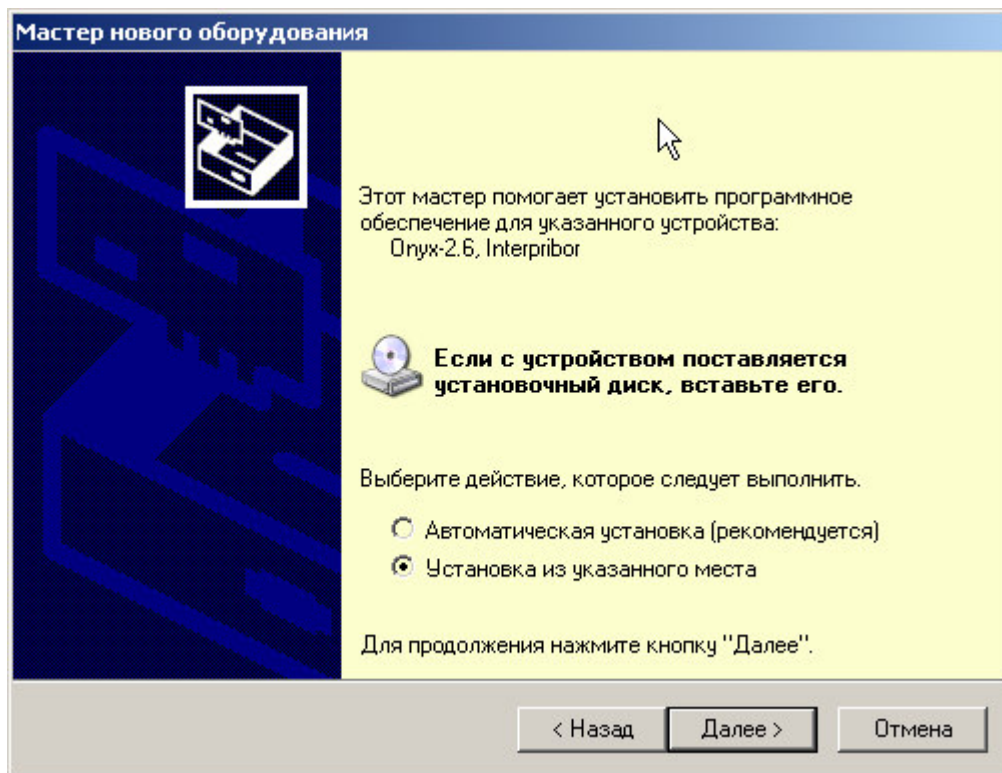 Мастер нового оборудования
Этот мастер помогает установить программное
обеспечение для указанного устройства:
Onyx-2.6, Interpribor
Если с устройством поставляется
установочный диск, вставьте его.
Выберите действие, которое следует выполнить.
Автоматическая установка (рекомендуется)
Установка из указанного места
Для продолжения нажмите кнопку "Далее".
< Назад
Далее >
Отмена